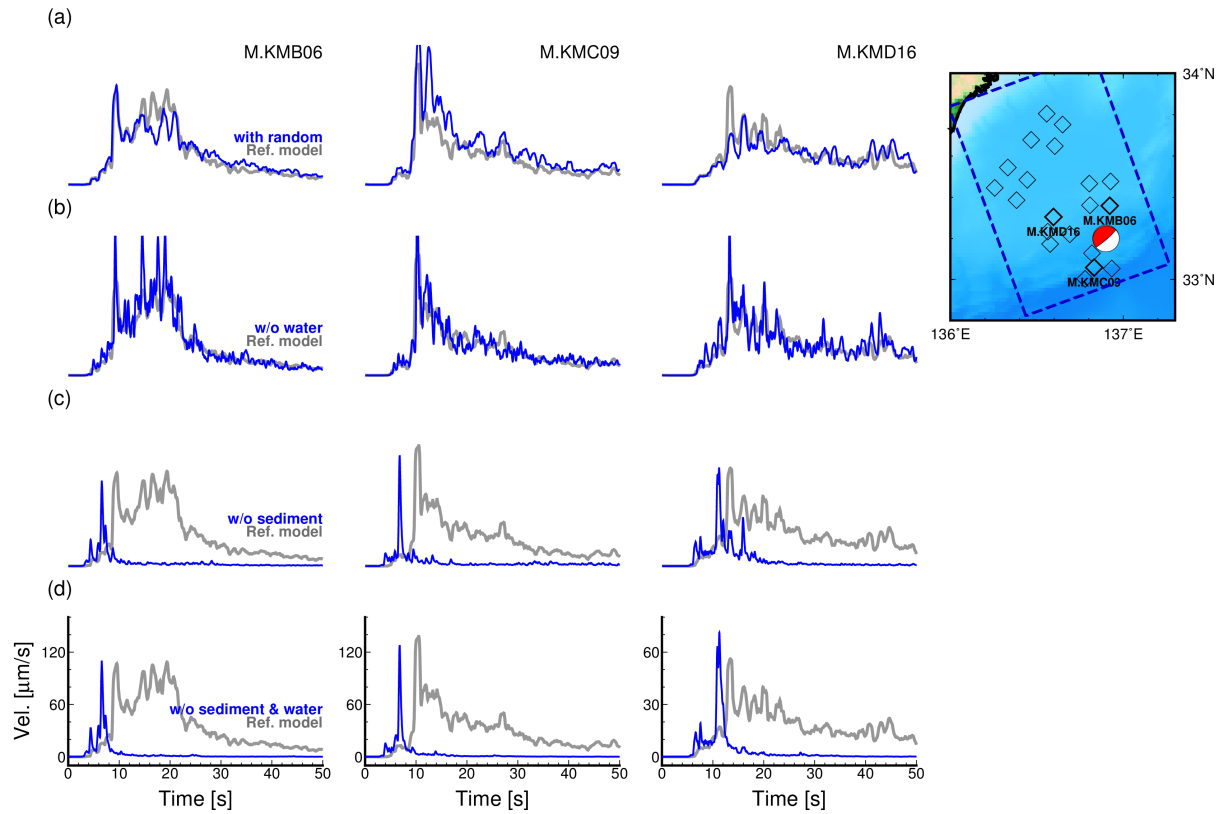 (a)
M.KMB06
M.KMC09
M.KMD16
with random
Ref. model
(b)
w/o water
Ref. model
(c)
w/o sediment
Ref. model
(d)
Vel. [μm/s]
120
60
0
w/o sediment & water
Ref. model
120
60
0
60
30
0
0 10 20 30 40 50
0 10 20 30 40 50
0 10 20 30 40 50
Time [s]
Time [s]
Time [s]
34°N
M.KMB06
M.KMD16
M.KMC09
33°N
136°E
137°E